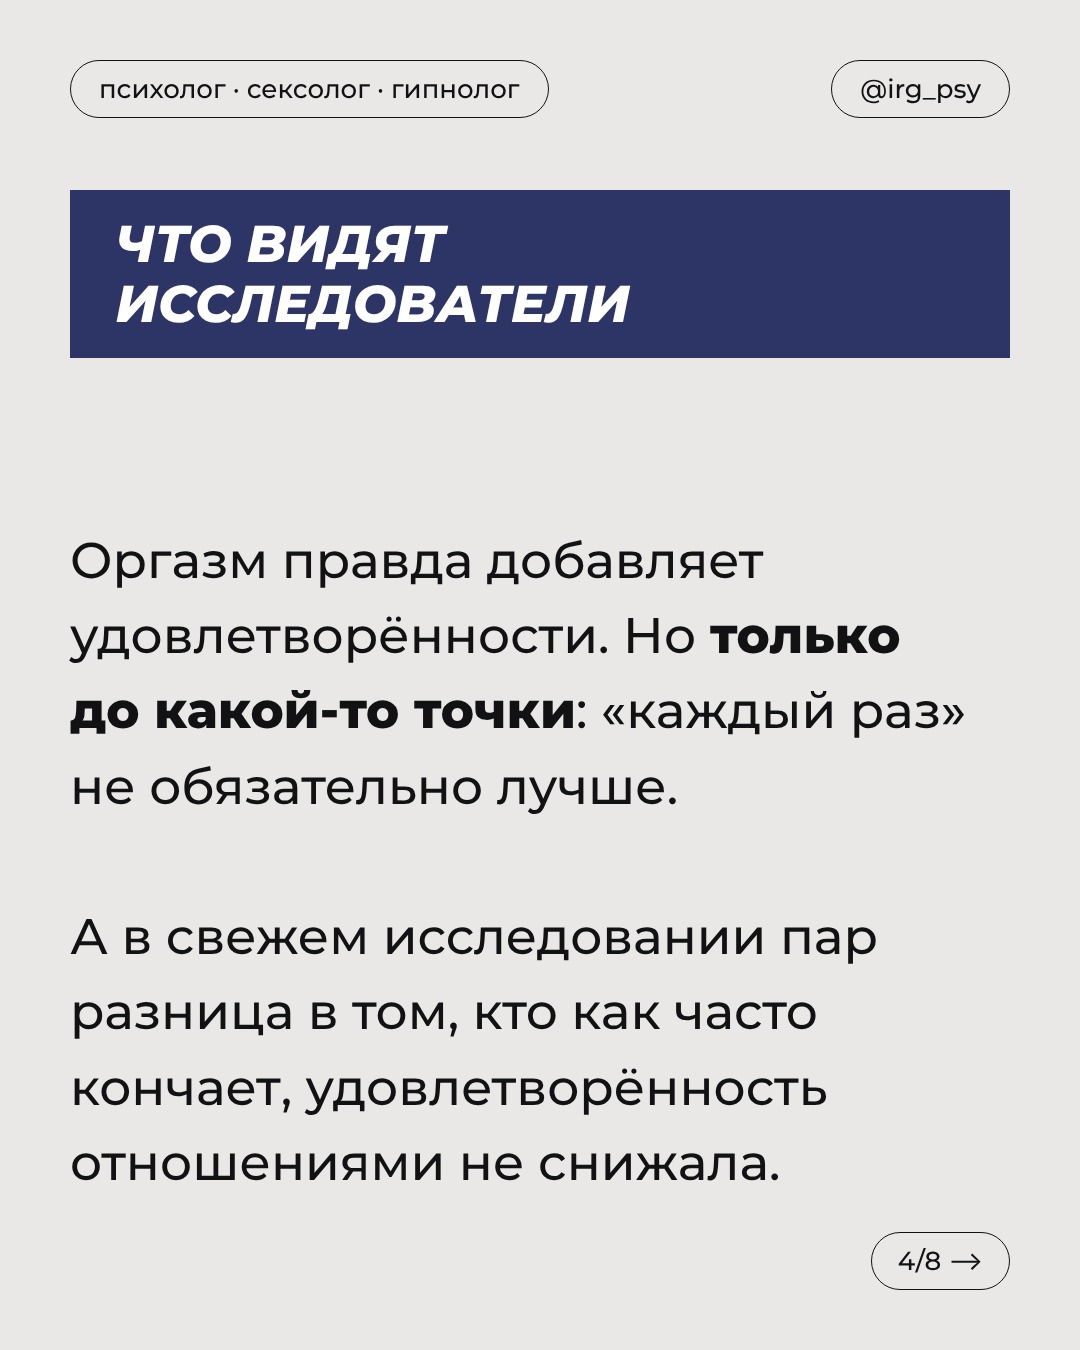 психолог · сексолог · гипнолог
@irg_psy
ЧТО ВИДЯТ
ИССЛЕДОВАТЕЛИ
Оргазм правда добавляет
удовлетворённости. Но только
до какой-то точки: «каждый раз»
не обязательно лучше.
А в свежем исследовании пар
разница в том, кто как часто
кончает, удовлетворённость
отношениями не снижала.
4/8 →